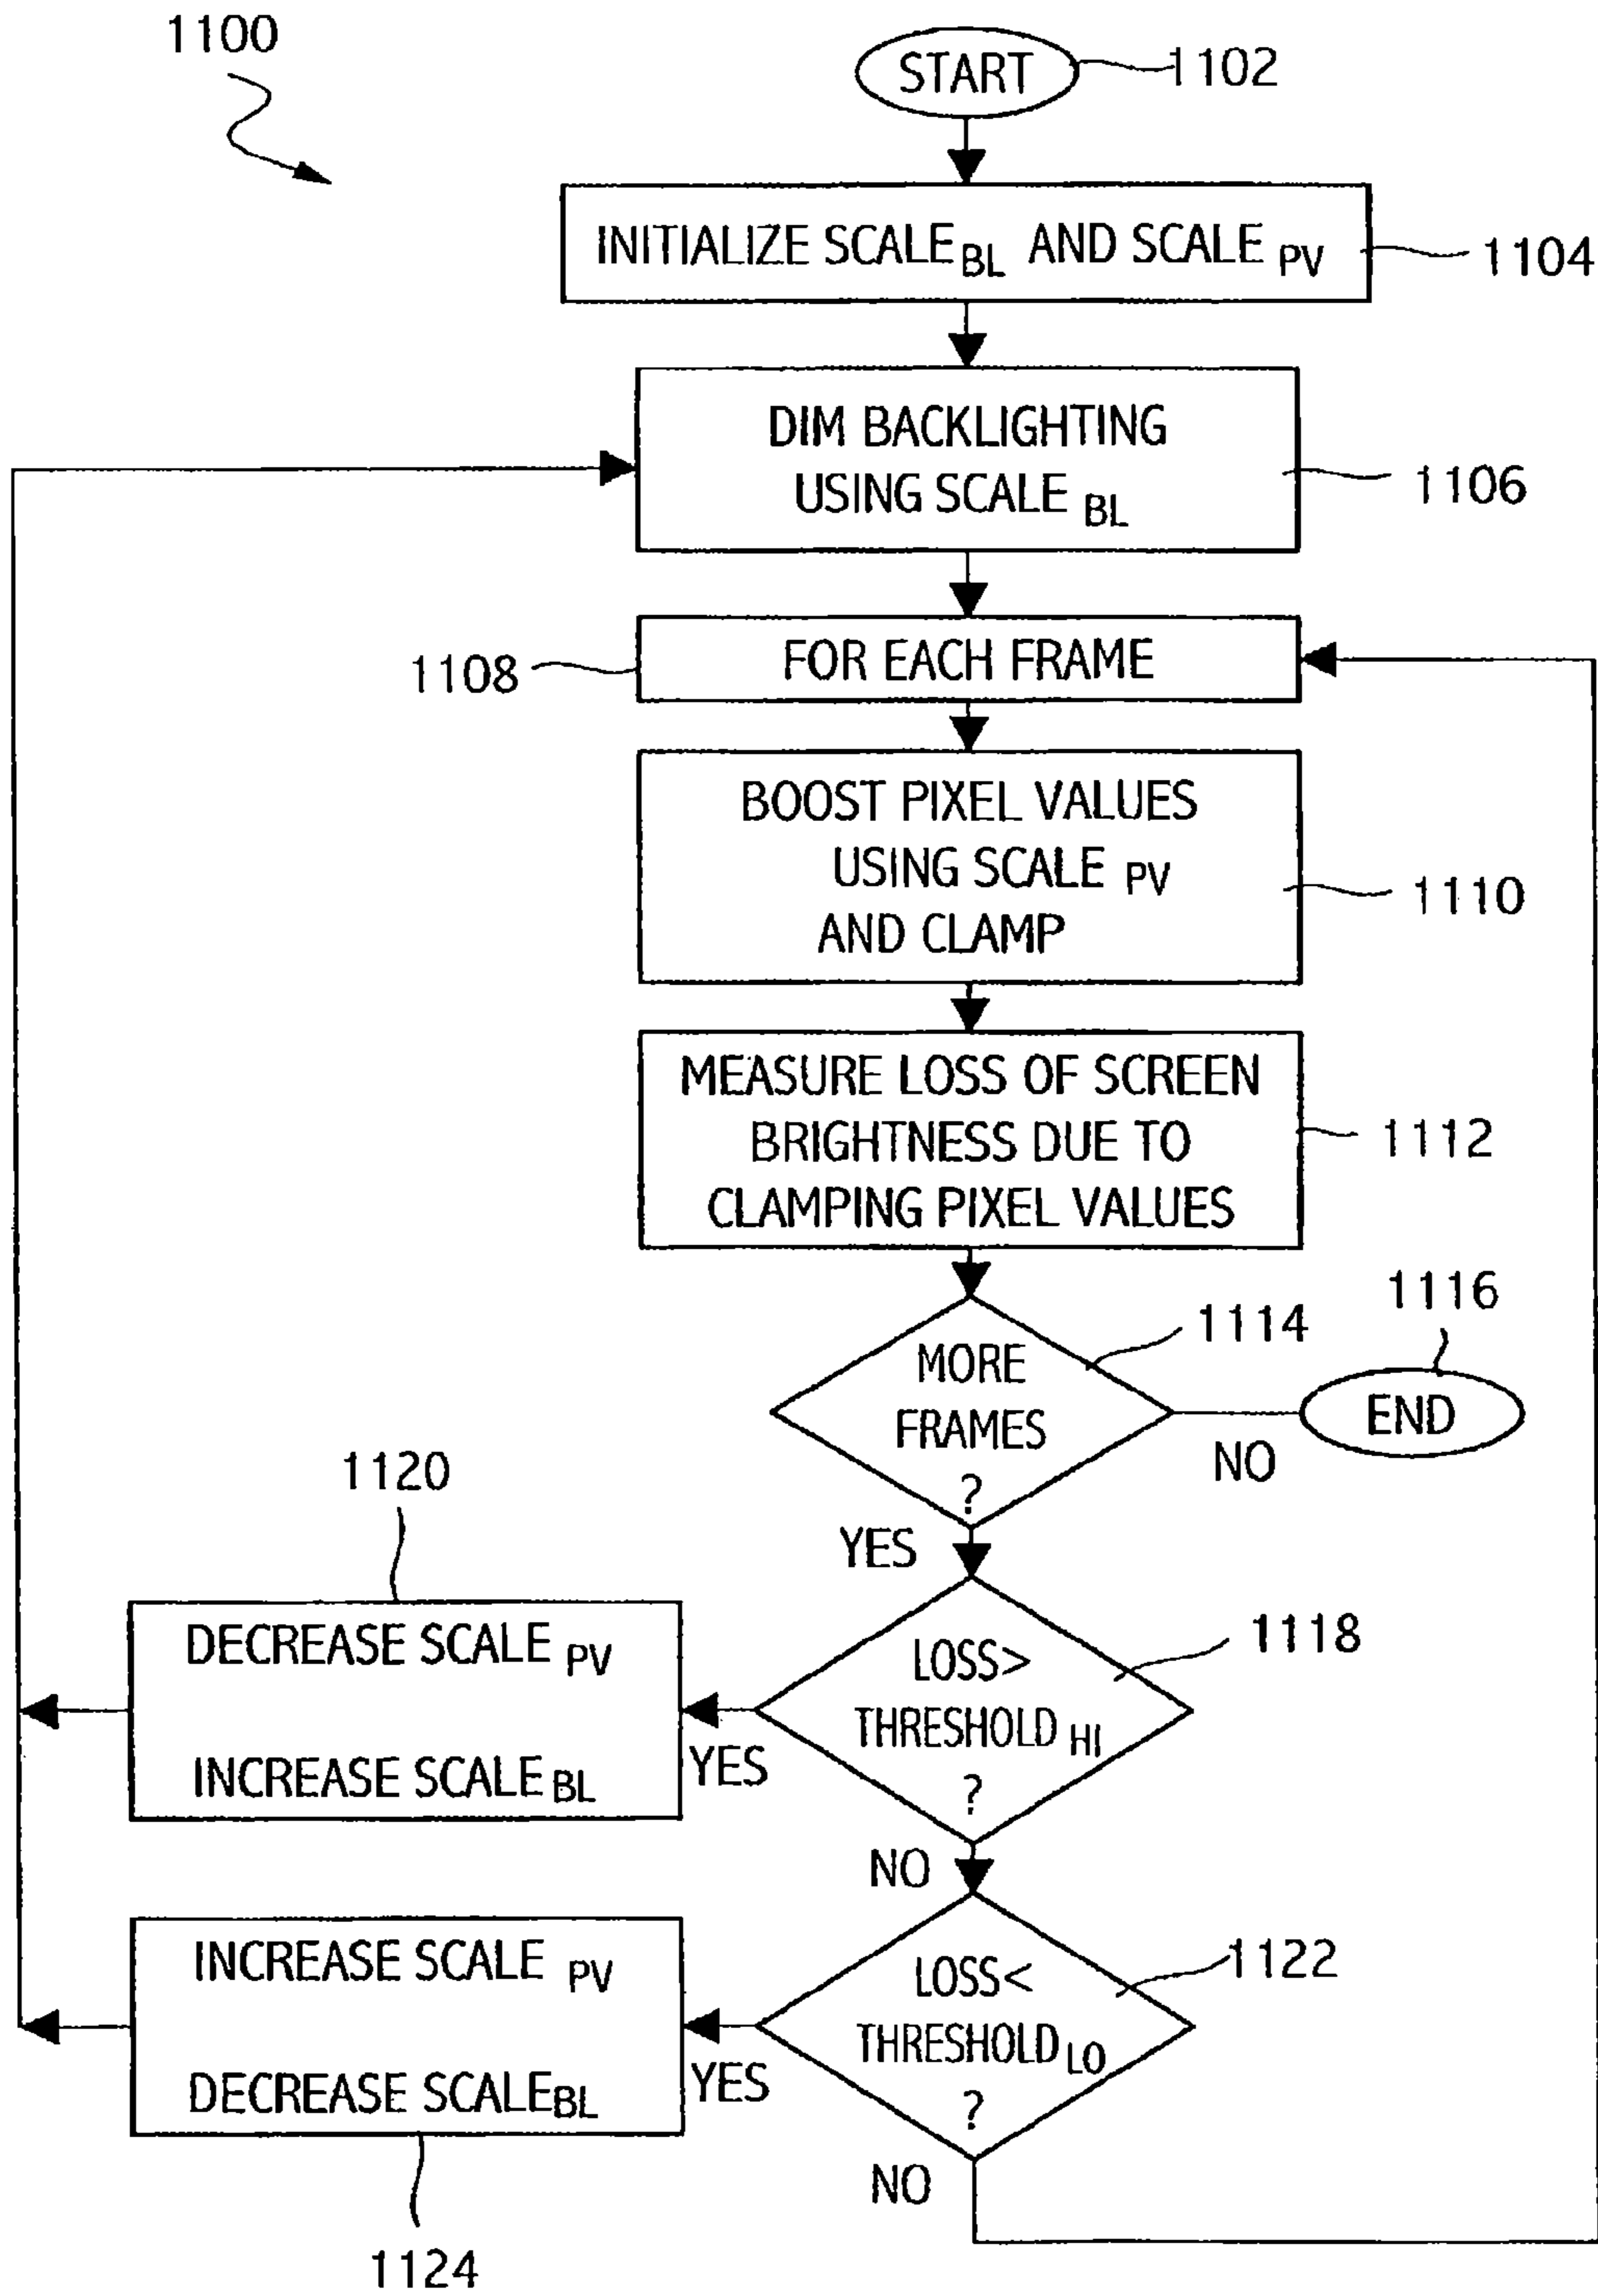 1100
START
1102
INITIALIZE SCALE BL AND SCALE PV
1104
DIM BACKLIGHTING
USING SCALE BL
1106
FOR EACH FRAME
1108
BOOST PIXEL VALUES
USING SCALE PV
AND CLAMP
1110
MEASURE LOSS OF SCREEN
BRIGHTNESS DUE TO
CLAMPING PIXEL VALUES
1112
MORE
FRAMES
?
1114
NO
END
1116
YES
LOSS>
THRESHOLD HI
?
1118
YES
1120
DECREASE SCALE PV
INCREASE SCALE BL
NO
LOSS<
THRESHOLD LO
?
1122
YES
INCREASE SCALE PV
DECREASE SCALE BL
1124
NO